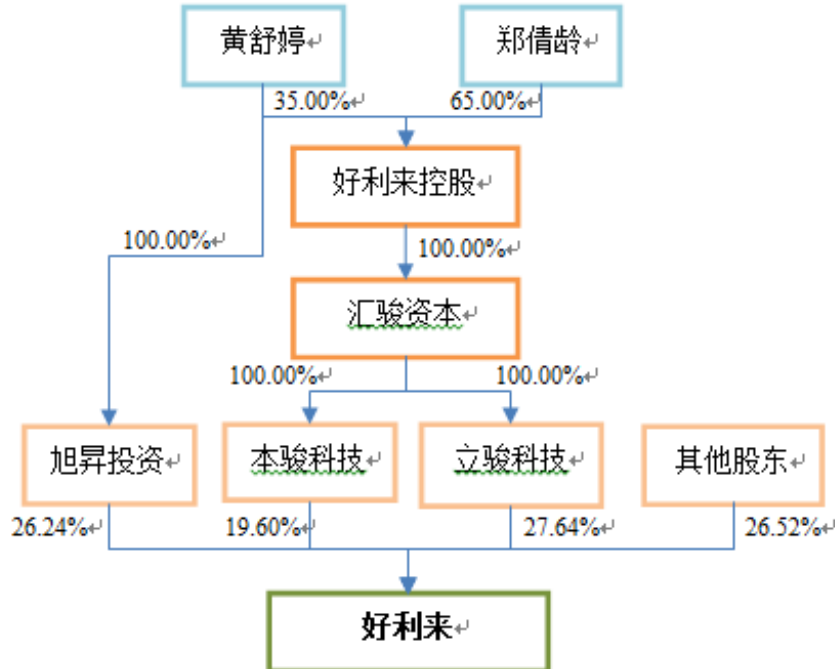 黄舒婷↵
郑倩龄↵
35.00%↵
65.00%↵
好利来控股↵
100.00%↵
100.00%↵
汇骏资本↵
100.00%↵
100.00%↵
旭昇投资↵
本骏科技↵
立骏科技↵
其他股东↵
26.24%↵
19.60%↵
27.64%↵
26.52%↵
好利来↵